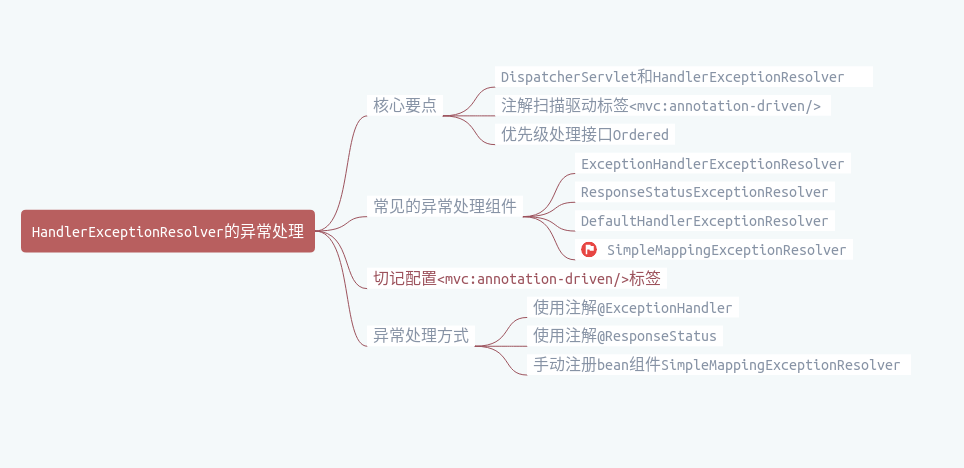 HandlerExceptionResolver的异常处理
核心要点
DispatcherServlet和HandlerExceptionResolver
注解扫描驱动标签<mvc:annotation-driven/>
优先级处理接口Ordered
常见的异常处理组件
ExceptionHandlerExceptionResolver
ResponseStatusExceptionResolver
DefaultHandlerExceptionResolver
SimpleMappingExceptionResolver
切记配置<mvc:annotation-driven/>标签
异常处理方式
使用注解@ExceptionHandler
使用注解@ResponseStatus
手动注册bean组件SimpleMappingExceptionResolver